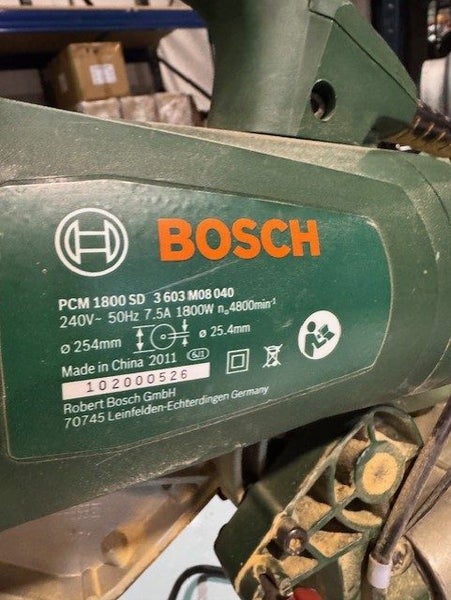 BOSCH
PCM 1800 SD 3 603 M08 040
240V~ 50Hz 7.5A 1800W n₀4800min⁻¹
ø 254mm ø 25.4mm
Made in China 2011 6J1
102000526
Robert Bosch GmbH
70745 Leinfelden-Echterdingen Germany